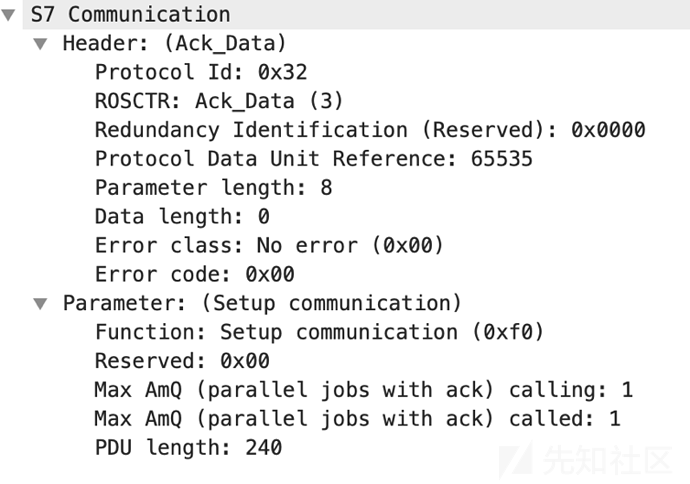 S7 Communication
Header: (Ack_Data)
Protocol Id: 0x32
ROSCTR: Ack_Data (3)
Redundancy Identification (Reserved): 0x0000
Protocol Data Unit Reference: 65535
Parameter length: 8
Data length: 0
Error class: No error (0x00)
Error code: 0x00
Parameter: (Setup communication)
Function: Setup communication (0xf0)
Reserved: 0x00
Max AmQ (parallel jobs with ack) calling: 1
Max AmQ (parallel jobs with ack) called: 1
PDU length: 240
先知社区